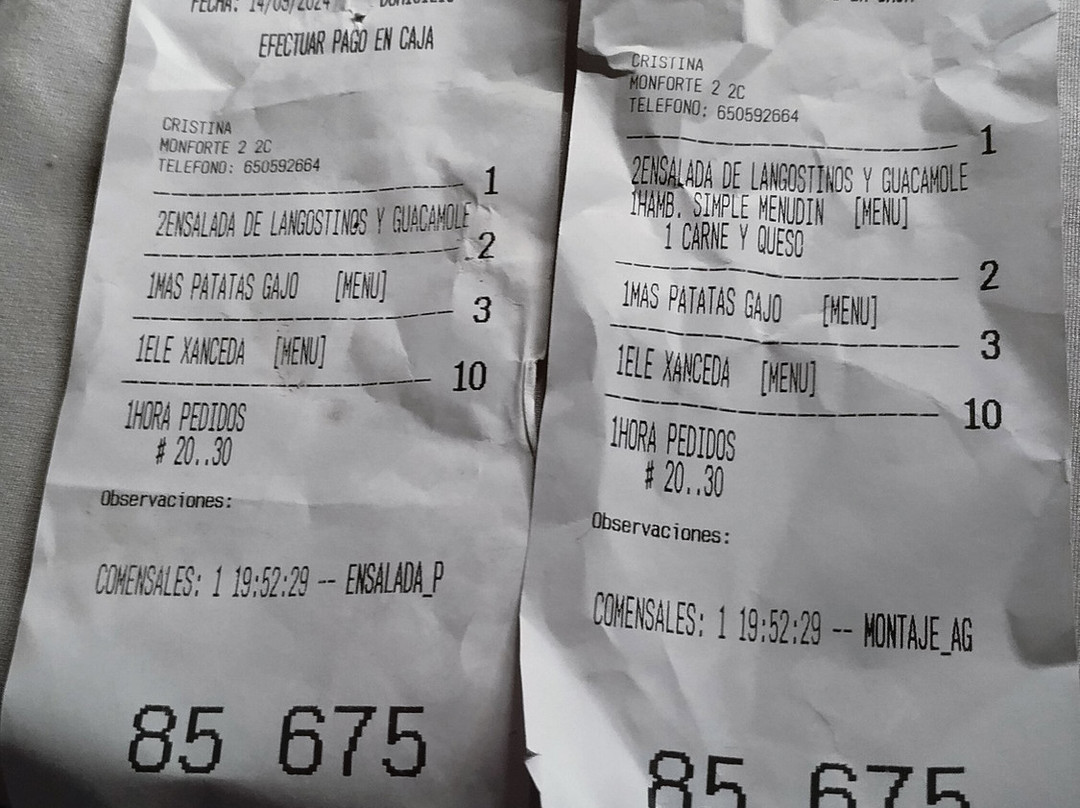 FECHA: 14/09/2024
EFECTUAR PAGO EN CAJA
CRISTINA
MONFORTE 2 2C
TELEFONO: 650592664
1
2ENSALADA DE LANGOSTINOS Y GUACAMOLE
2
1MAS PATATAS GAJO [MENU]
3
1ELE XANCEDA [MENU]
10
1HORA PEDIDOS
# 20..30
Observaciones:
COMENSALES: 1 19:52:29 -- ENSALADA_P
85 675
CRISTINA
MONFORTE 2 2C
TELEFONO: 650592664
1
2ENSALADA DE LANGOSTINOS Y GUACAMOLE
1HAMB. SIMPLE MENUDIN [MENU]
1 CARNE Y QUESO
2
1MAS PATATAS GAJO [MENU]
3
1ELE XANCEDA [MENU]
10
1HORA PEDIDOS
# 20..30
Observaciones:
COMENSALES: 1 19:52:29 -- MONTAJE_AG
85 675